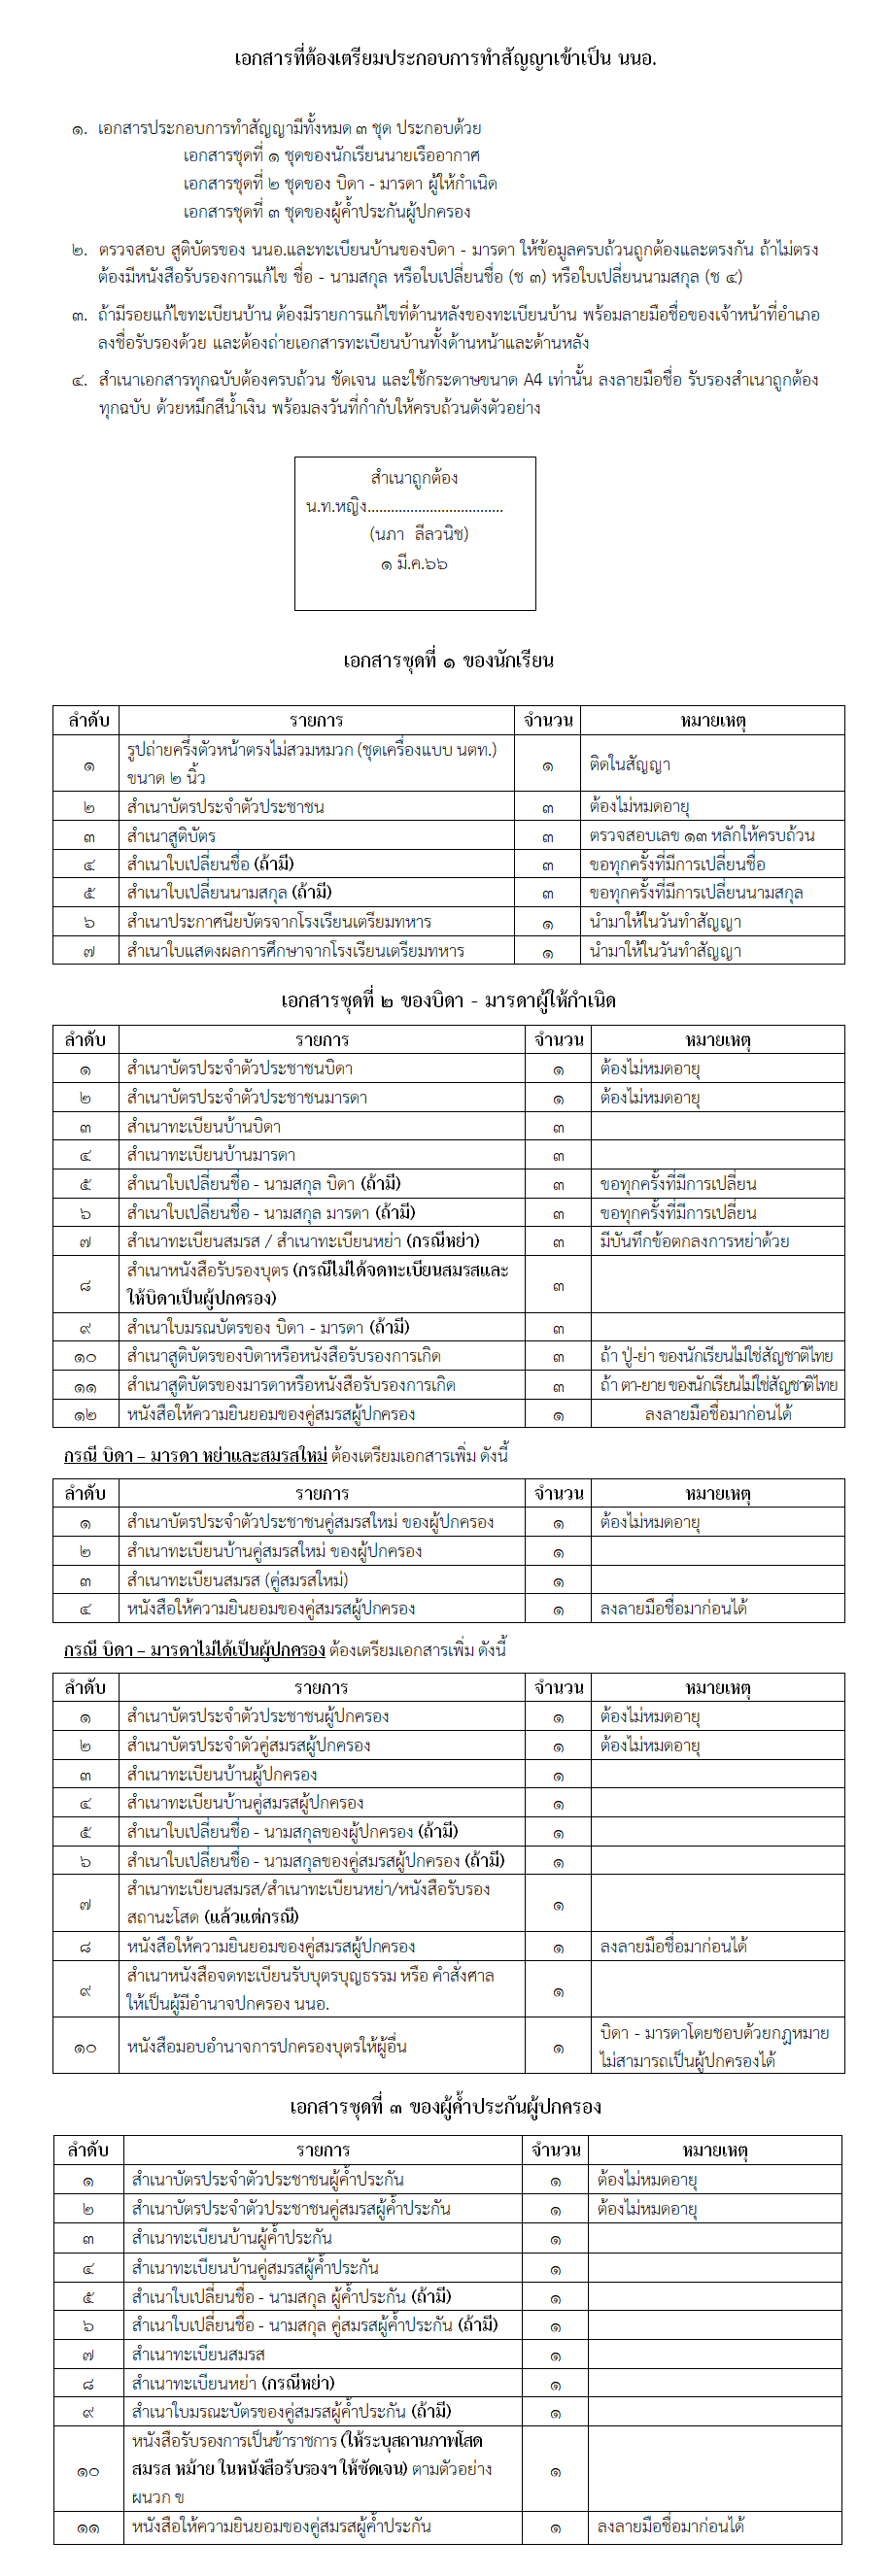 เอกสารที่ต้องเตรียมประกอบการทำสัญญาเข้าเป็น นนอ.
๑. เอกสารประกอบการทำสัญญามีทั้งหมด ๓ ชุด ประกอบด้วย
เอกสารชุดที่ ๑ ชุดของนักเรียนนายเรืออากาศ
เอกสารชุดที่ ๒ ชุดของ บิดา - มารดา ผู้ให้กำเนิด
เอกสารชุดที่ ๓ ชุดของผู้ค้ำประกันผู้ปกครอง
๒. ตรวจสอบ สูติบัตรของ นนอ.และทะเบียนบ้านของบิดา - มารดา ให้ข้อมูลครบถ้วนถูกต้องและตรงกัน ถ้าไม่ตรง
ต้องมีหนังสือรับรองการแก้ไข ชื่อ - นามสกุล หรือใบเปลี่ยนชื่อ (ช ๓) หรือใบเปลี่ยนนามสกุล (ช ๔)
๓. ถ้ามีรอยแก้ไขทะเบียนบ้าน ต้องมีรายการแก้ไขที่ด้านหลังของทะเบียนบ้าน พร้อมลายมือชื่อของเจ้าหน้าที่อำเภอ
ลงชื่อรับรองด้วย และต้องถ่ายเอกสารทะเบียนบ้านทั้งด้านหน้าและด้านหลัง
๔. สำเนาเอกสารทุกฉบับต้องครบถ้วน ชัดเจน และใช้กระดาษขนาด A4 เท่านั้น ลงลายมือชื่อ รับรองสำเนาถูกต้อง
ทุกฉบับ ด้วยหมึกสีน้ำเงิน พร้อมลงวันที่กำกับให้ครบถ้วนดังตัวอย่าง
สำเนาถูกต้อง
น.ท.หญิง...................................
(นภา ลีลวนิช)
๑ มี.ค.๖๖
เอกสารชุดที่ ๑ ของนักเรียน
ลำดับ รายการ จำนวน หมายเหตุ
๑ รูปถ่ายครึ่งตัวหน้าตรงไม่สวมหมวก (ชุดเครื่องแบบ นตท.) ๑ ติดในสัญญา
ขนาด ๒ นิ้ว
๒ สำเนาบัตรประจำตัวประชาชน ๓ ต้องไม่หมดอายุ
๓ สำเนาสูติบัตร ๓ ตรวจสอบเลข ๑๓ หลักให้ครบถ้วน
๔ สำเนาใบเปลี่ยนชื่อ (ถ้ามี) ๓ ขอทุกครั้งที่มีการเปลี่ยนชื่อ
๕ สำเนาใบเปลี่ยนนามสกุล (ถ้ามี) ๓ ขอทุกครั้งที่มีการเปลี่ยนนามสกุล
๖ สำเนาประกาศนียบัตรจากโรงเรียนเตรียมทหาร ๑ นำมาให้ในวันทำสัญญา
๗ สำเนาใบแสดงผลการศึกษาจากโรงเรียนเตรียมทหาร ๑ นำมาให้ในวันทำสัญญา
เอกสารชุดที่ ๒ ของบิดา - มารดาผู้ให้กำเนิด
ลำดับ รายการ จำนวน หมายเหตุ
๑ สำเนาบัตรประจำตัวประชาชนบิดา ๑ ต้องไม่หมดอายุ
๒ สำเนาบัตรประจำตัวประชาชนมารดา ๑ ต้องไม่หมดอายุ
๓ สำเนาทะเบียนบ้านบิดา ๓
๔ สำเนาทะเบียนบ้านมารดา ๓
๕ สำเนาใบเปลี่ยนชื่อ - นามสกุล บิดา (ถ้ามี) ๓ ขอทุกครั้งที่มีการเปลี่ยน
๖ สำเนาใบเปลี่ยนชื่อ - นามสกุล มารดา (ถ้ามี) ๓ ขอทุกครั้งที่มีการเปลี่ยน
๗ สำเนาทะเบียนสมรส / สำเนาทะเบียนหย่า (กรณีหย่า) ๓ มีบันทึกข้อตกลงการหย่าด้วย
๘ สำเนาหนังสือรับรองบุตร (กรณีไม่ได้จดทะเบียนสมรสและ ๓
ให้บิดาเป็นผู้ปกครอง)
๙ สำเนาใบมรณบัตรของ บิดา - มารดา (ถ้ามี) ๓
๑๐ สำเนาสูติบัตรของบิดาหรือหนังสือรับรองการเกิด ๓ ถ้า ปู่-ย่า ของนักเรียนไม่ใช่สัญชาติไทย
๑๑ สำเนาสูติบัตรของมารดาหรือหนังสือรับรองการเกิด ๓ ถ้า ตา-ยาย ของนักเรียนไม่ใช่สัญชาติไทย
๑๒ หนังสือให้ความยินยอมของคู่สมรสผู้ปกครอง ๑ ลงลายมือชื่อมาก่อนได้
กรณี บิดา – มารดา หย่าและสมรสใหม่ ต้องเตรียมเอกสารเพิ่ม ดังนี้
ลำดับ รายการ จำนวน หมายเหตุ
๑ สำเนาบัตรประจำตัวประชาชนคู่สมรสใหม่ ของผู้ปกครอง ๑ ต้องไม่หมดอายุ
๒ สำเนาทะเบียนบ้านคู่สมรสใหม่ ของผู้ปกครอง ๑
๓ สำเนาทะเบียนสมรส (คู่สมรสใหม่) ๑
๔ หนังสือให้ความยินยอมของคู่สมรสผู้ปกครอง ๑ ลงลายมือชื่อมาก่อนได้
กรณี บิดา – มารดาไม่ได้เป็นผู้ปกครอง ต้องเตรียมเอกสารเพิ่ม ดังนี้
ลำดับ รายการ จำนวน หมายเหตุ
๑ สำเนาบัตรประจำตัวประชาชนผู้ปกครอง ๑ ต้องไม่หมดอายุ
๒ สำเนาบัตรประจำตัวคู่สมรสผู้ปกครอง ๑ ต้องไม่หมดอายุ
๓ สำเนาทะเบียนบ้านผู้ปกครอง ๑
๔ สำเนาทะเบียนบ้านคู่สมรสผู้ปกครอง ๑
๕ สำเนาใบเปลี่ยนชื่อ - นามสกุลของผู้ปกครอง (ถ้ามี) ๑
๖ สำเนาใบเปลี่ยนชื่อ - นามสกุลของคู่สมรสผู้ปกครอง (ถ้ามี) ๑
๗ สำเนาทะเบียนสมรส/สำเนาทะเบียนหย่า/หนังสือรับรอง ๑
สถานะโสด (แล้วแต่กรณี)
๘ หนังสือให้ความยินยอมของคู่สมรสผู้ปกครอง ๑ ลงลายมือชื่อมาก่อนได้
๙ สำเนาหนังสือจดทะเบียนรับบุตรบุญธรรม หรือ คำสั่งศาล ๑
ให้เป็นผู้มีอำนาจปกครอง นนอ.
๑๐ หนังสือมอบอำนาจการปกครองบุตรให้ผู้อื่น ๑ บิดา - มารดาโดยชอบด้วยกฎหมาย
ไม่สามารถเป็นผู้ปกครองได้
เอกสารชุดที่ ๓ ของผู้ค้ำประกันผู้ปกครอง
ลำดับ รายการ จำนวน หมายเหตุ
๑ สำเนาบัตรประจำตัวประชาชนผู้ค้ำประกัน ๑ ต้องไม่หมดอายุ
๒ สำเนาบัตรประจำตัวประชาชนคู่สมรสผู้ค้ำประกัน ๑ ต้องไม่หมดอายุ
๓ สำเนาทะเบียนบ้านผู้ค้ำประกัน ๑
๔ สำเนาทะเบียนบ้านคู่สมรสผู้ค้ำประกัน ๑
๕ สำเนาใบเปลี่ยนชื่อ - นามสกุล ผู้ค้ำประกัน (ถ้ามี) ๑
๖ สำเนาใบเปลี่ยนชื่อ - นามสกุล คู่สมรสผู้ค้ำประกัน (ถ้ามี) ๑
๗ สำเนาทะเบียนสมรส ๑
๘ สำเนาทะเบียนหย่า (กรณีหย่า) ๑
๙ สำเนาใบมรณะบัตรของคู่สมรสผู้ค้ำประกัน (ถ้ามี) ๑
๑๐ หนังสือรับรองการเป็นข้าราชการ (ให้ระบุสถานภาพโสด ๑
สมรส หม้าย ในหนังสือรับรองฯ ให้ชัดเจน) ตามตัวอย่าง
ผนวก ข
๑๑ หนังสือให้ความยินยอมของคู่สมรสผู้ค้ำประกัน ๑ ลงลายมือชื่อมาก่อนได้